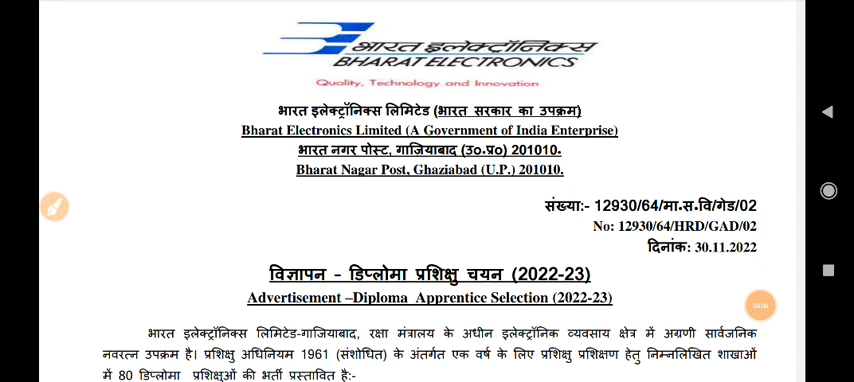 भारत इलेक्ट्रॉनिक्स
BHARAT ELECTRONICS
Quality, Technology and Innovation
भारत इलेक्ट्रॉनिक्स लिमिटेड (भारत सरकार का उपक्रम)
Bharat Electronics Limited (A Government of India Enterprise)
भारत नगर पोस्ट, गाजियाबाद (उ०.प्र०) 201010.
Bharat Nagar Post, Ghaziabad (U.P.) 201010.
संख्या:- 12930/64/मा.स.वि/गेड/02
No: 12930/64/HRD/GAD/02
दिनांक: 30.11.2022
विज्ञापन - डिप्लोमा प्रशिक्षु चयन (2022-23)
Advertisement –Diploma Apprentice Selection (2022-23)
04:08
भारत इलेक्ट्रॉनिक्स लिमिटेड-गाजियाबाद, रक्षा मंत्रालय के अधीन इलेक्ट्रॉनिक व्यवसाय क्षेत्र में अग्रणी सार्वजनिक
नवरत्न उपक्रम है। प्रशिक्षु अधिनियम 1961 (संशोधित) के अंतर्गत एक वर्ष के लिए प्रशिक्षु प्रशिक्षण हेतु निम्नलिखित शाखाओं
में 80 डिप्लोमा प्रशिक्षुओं की भर्ती प्रस्तावित है:-